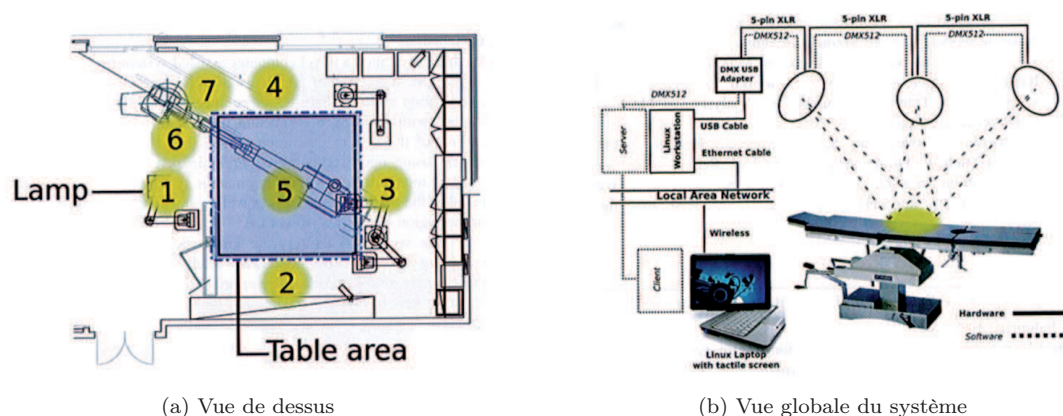 7
4
6
Lamp
1
5
3
2
Table area
(a) Vue de dessus
5-pin XLR
5-pin XLR
5-pin XLR
DMX512
DMX512
DMX512
DMX USB
Adapter
DMX512
USB Cable
Server
Linux
Workstation
Ethernet Cable
Local Area Network
Wireless
Client
Hardware
Software
Linux Laptop
with tactile screen
(b) Vue globale du système